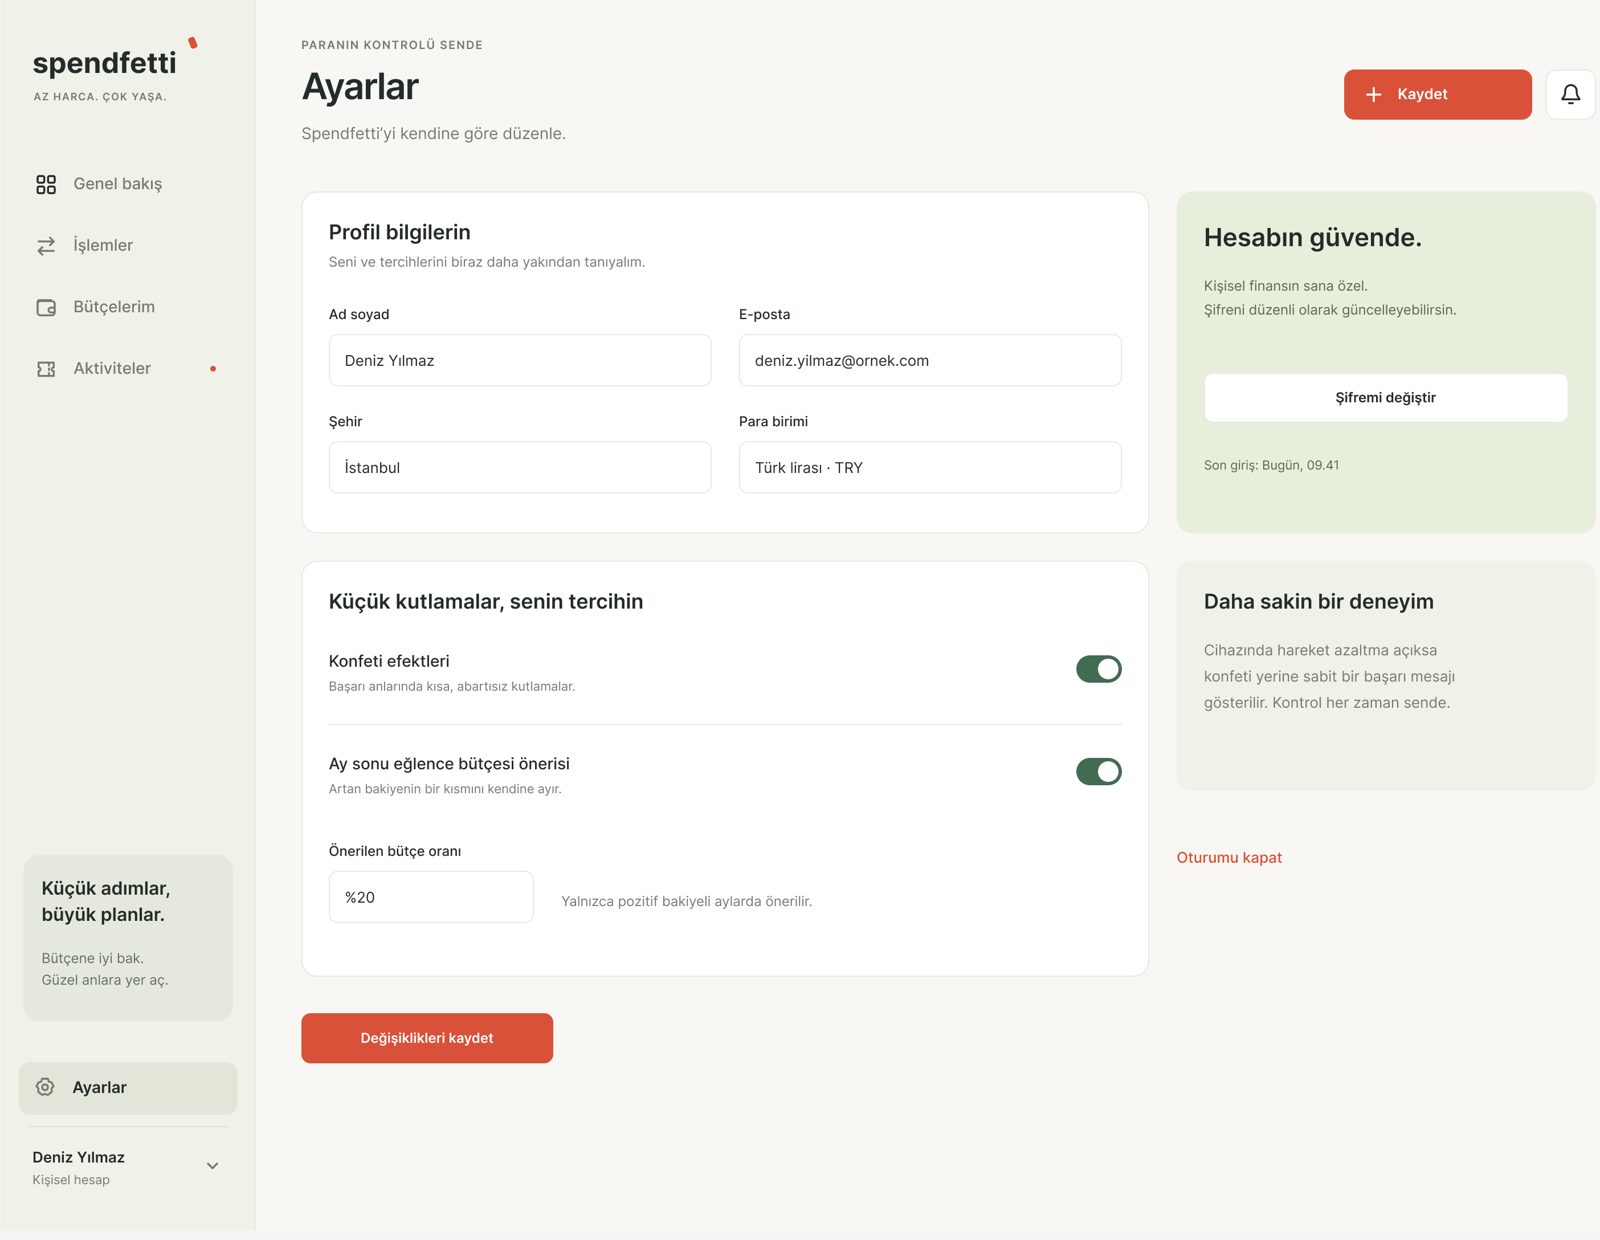 spendfetti
AZ HARCA. ÇOK YAŞA.
Genel bakış
İşlemler
Bütçelerim
Aktiviteler
Küçük adımlar,
büyük planlar.
Bütçene iyi bak.
Güzel anlara yer aç.
Ayarlar
Deniz Yılmaz
Kişisel hesap
PARANIN KONTROLÜ SENDE
Ayarlar
Spendfetti’yi kendine göre düzenle.
Kaydet
Profil bilgilerin
Seni ve tercihlerini biraz daha yakından tanıyalım.
Ad soyad
Deniz Yılmaz
E-posta
deniz.yilmaz@ornek.com
Şehir
İstanbul
Para birimi
Türk lirası · TRY
Hesabın güvende.
Kişisel finansın sana özel.
Şifreni düzenli olarak güncelleyebilirsin.
Şifremi değiştir
Son giriş: Bugün, 09.41
Küçük kutlamalar, senin tercihin
Konfeti efektleri
Başarı anlarında kısa, abartısız kutlamalar.
Ay sonu eğlence bütçesi önerisi
Artan bakiyenin bir kısmını kendine ayır.
Önerilen bütçe oranı
%20
Yalnızca pozitif bakiyeli aylarda önerilir.
Daha sakin bir deneyim
Cihazında hareket azaltma açıksa
konfeti yerine sabit bir başarı mesajı
gösterilir. Kontrol her zaman sende.
Oturumu kapat
Değişiklikleri kaydet